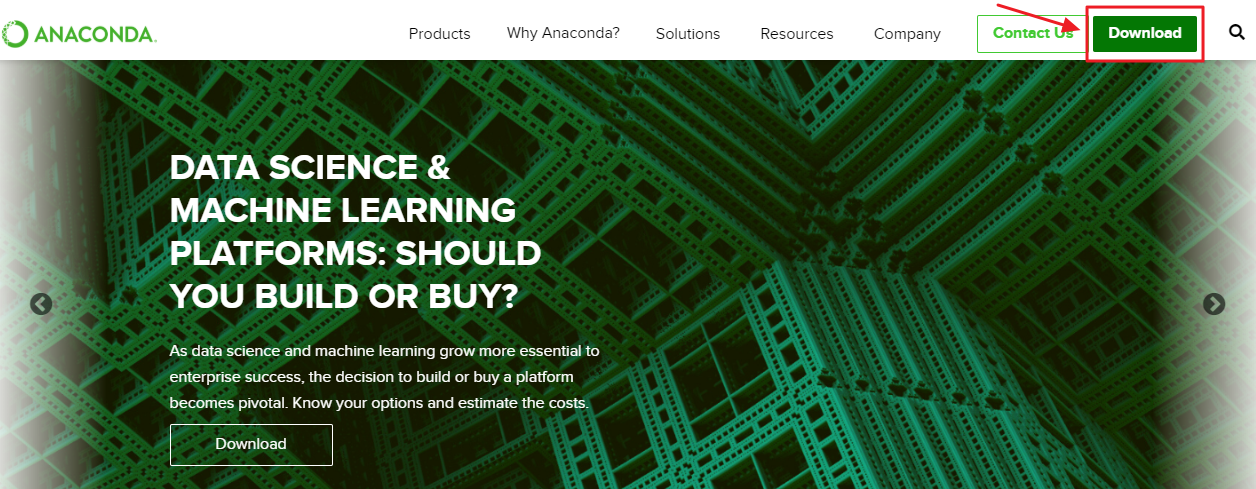 ANACONDA.
Products Why Anaconda? Solutions Resources Company Contact Us Download
DATA SCIENCE &
MACHINE LEARNING
PLATFORMS: SHOULD
YOU BUILD OR BUY?
As data science and machine learning grow more essential to
enterprise success, the decision to build or buy a platform
becomes pivotal. Know your options and estimate the costs.
Download